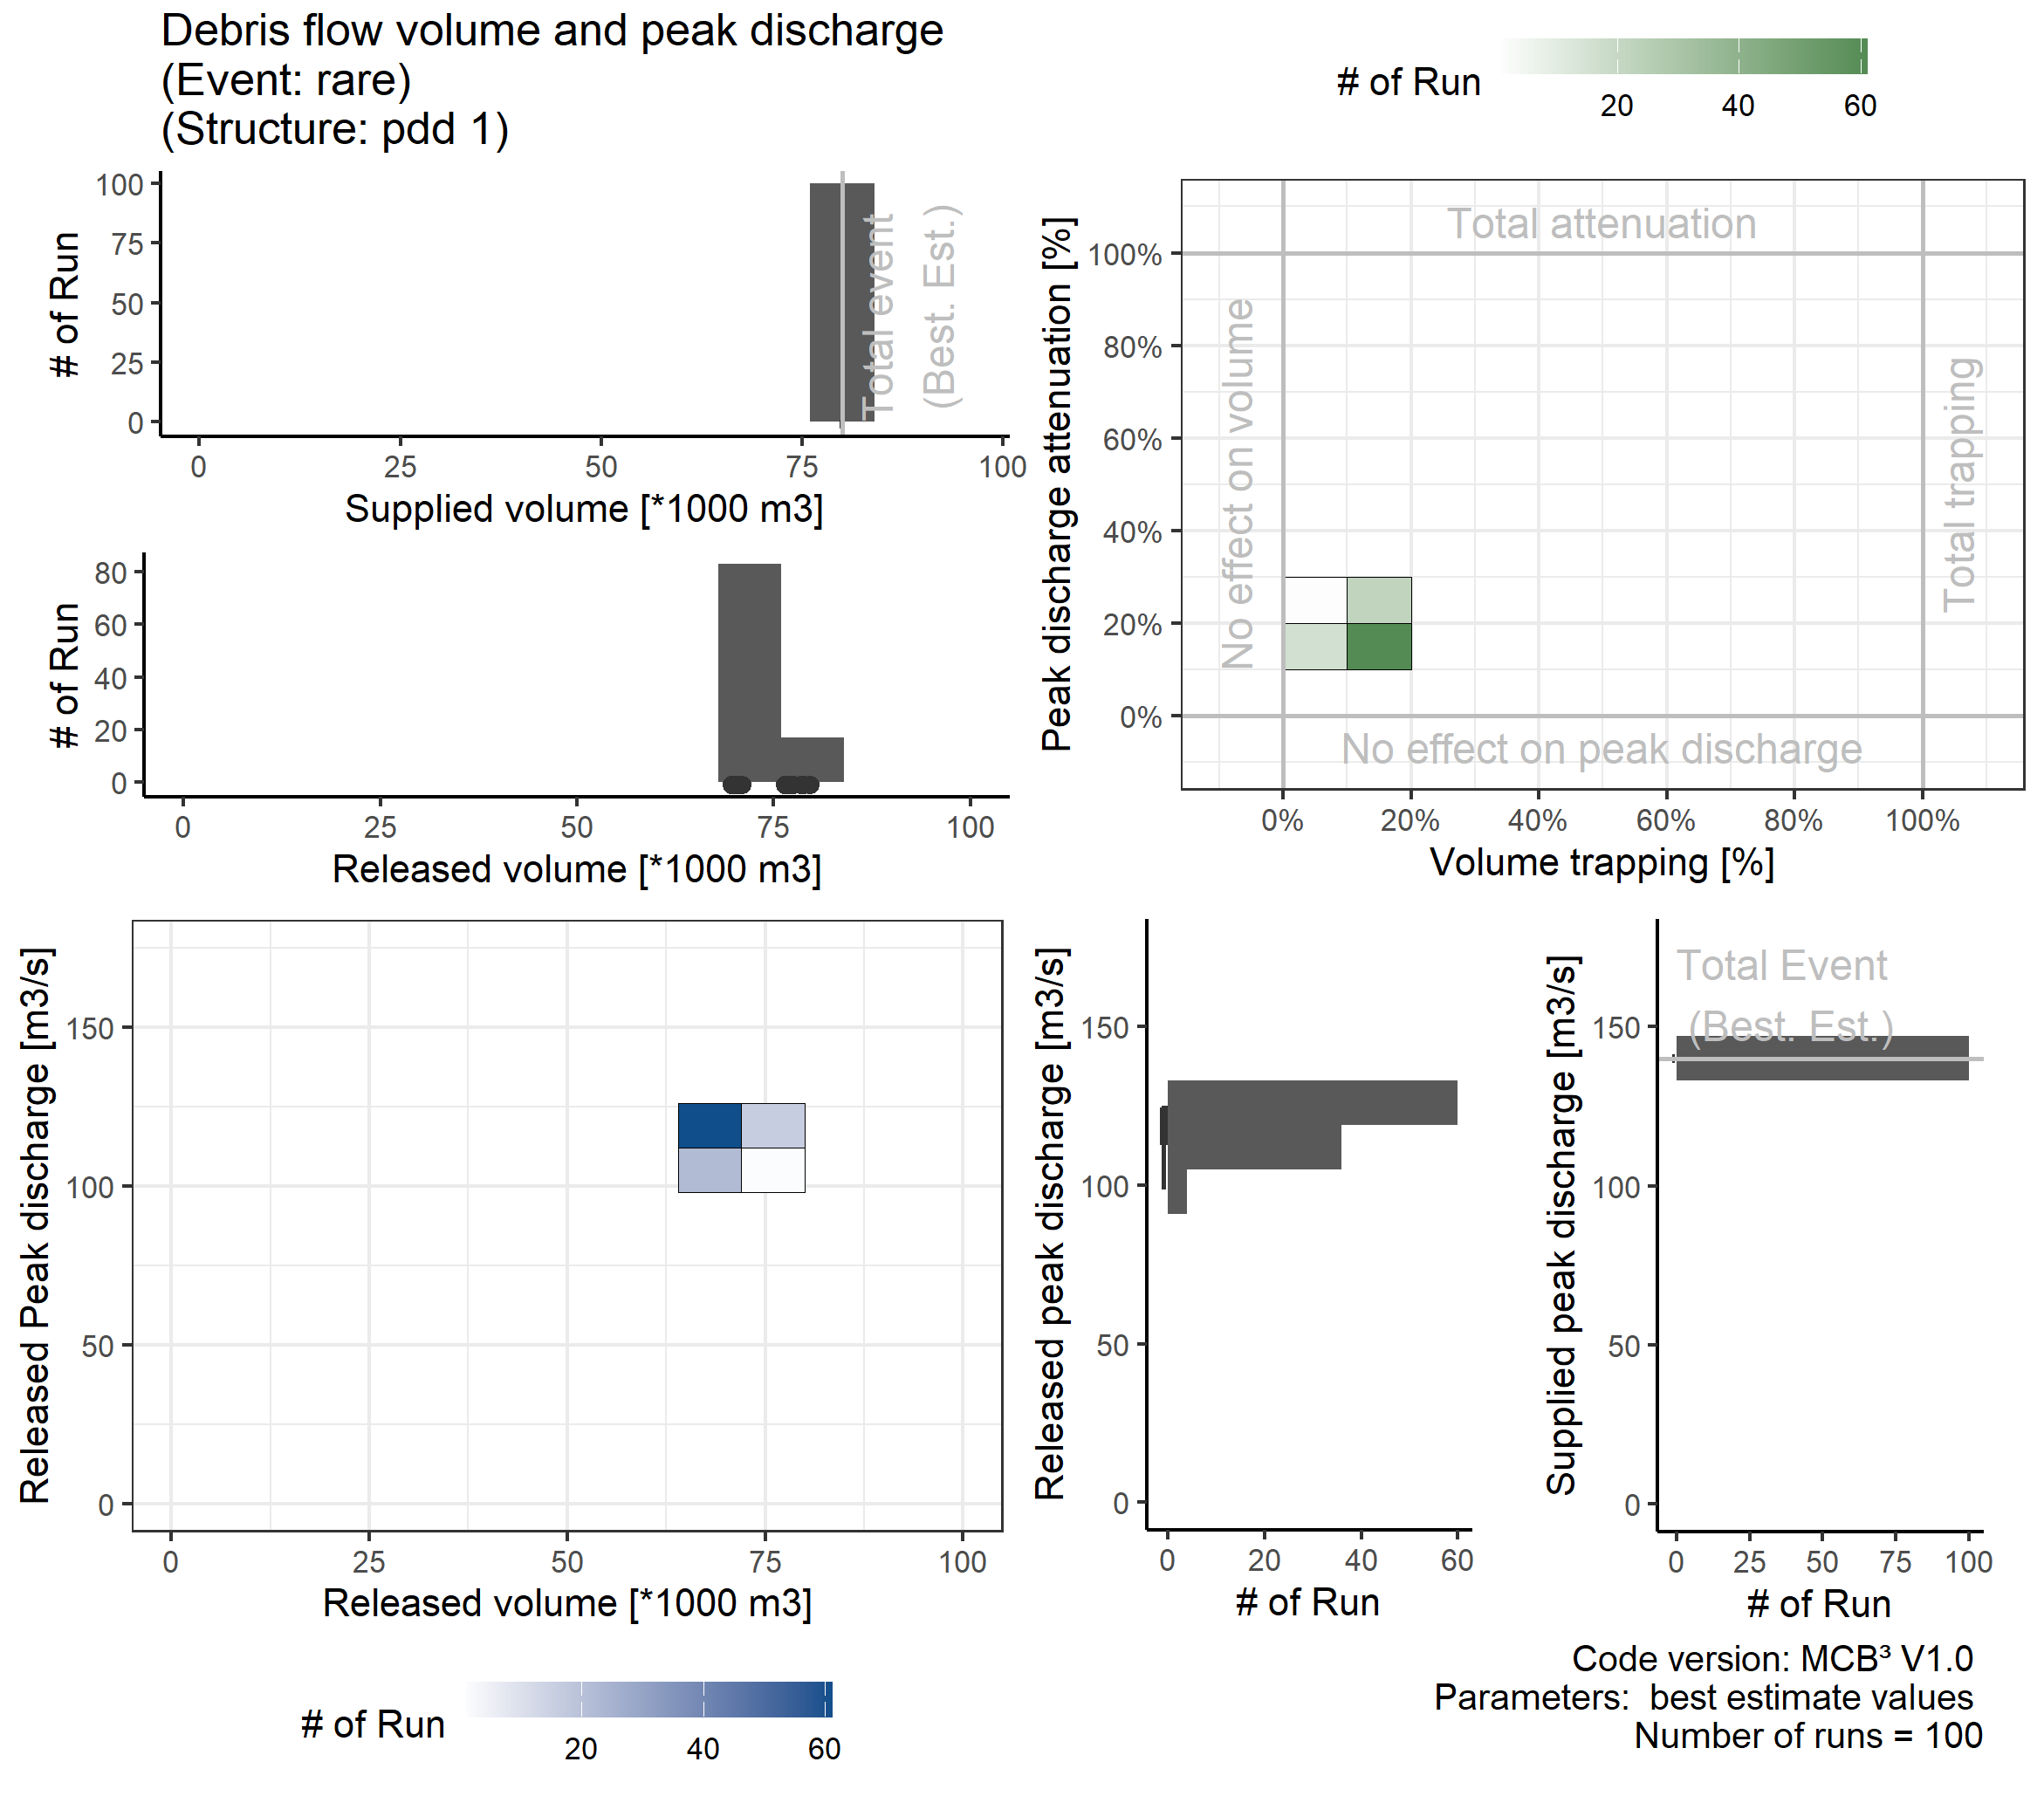 Debris flow volume and peak discharge
(Event: rare)
(Structure: pdd 1)
# of Run
20 40 60
# of Run
100
75
50
25
0
Total event
(Best. Est.)
0 25 50 75 100
Supplied volume [*1000 m3]
# of Run
80
60
40
20
0
0 25 50 75 100
Released volume [*1000 m3]
Peak discharge attenuation [%]
100%
80%
60%
40%
20%
0%
Total attenuation
No effect on volume
Total trapping
No effect on peak discharge
0% 20% 40% 60% 80% 100%
Volume trapping [%]
Released Peak discharge [m3/s]
150
100
50
0
0 25 50 75 100
Released volume [*1000 m3]
# of Run
20 40 60
Released peak discharge [m3/s]
150
100
50
0
0 20 40 60
# of Run
Supplied peak discharge [m3/s]
150
100
50
0
Total Event
(Best. Est.)
0 25 50 75 100
# of Run
Code version: MCB³ V1.0
Parameters:  best estimate values
Number of runs = 100